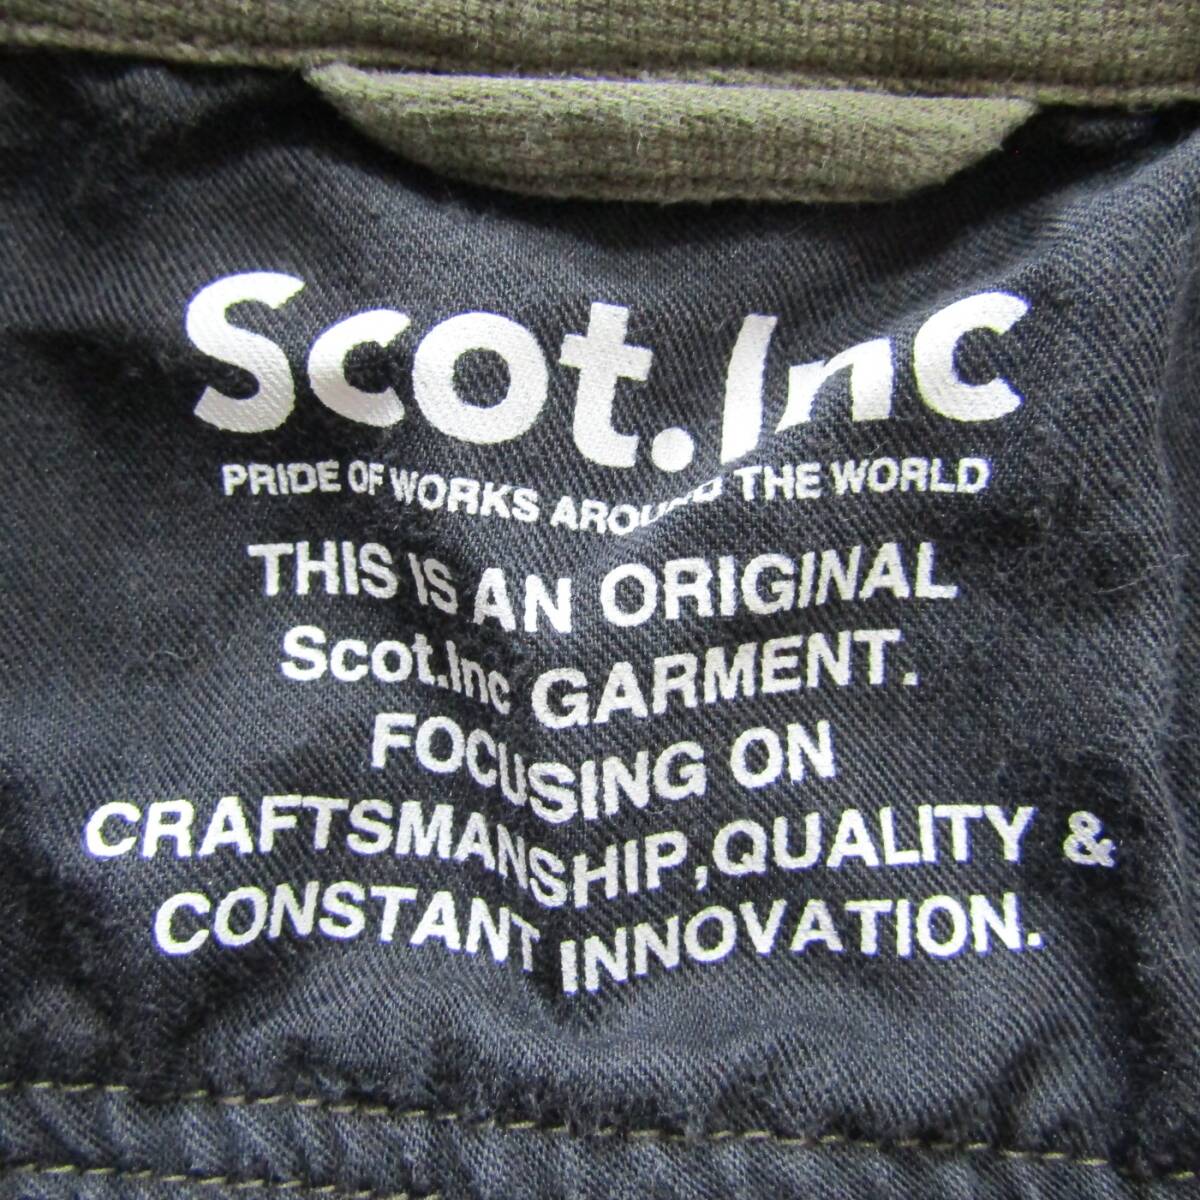 Scot.Inc
PRIDE OF WORKS AROUND THE WORLD
THIS IS AN ORIGINAL
Scot.Inc GARMENT.
FOCUSING ON
CRAFTSMANSHIP,QUALITY &
CONSTANT INNOVATION.